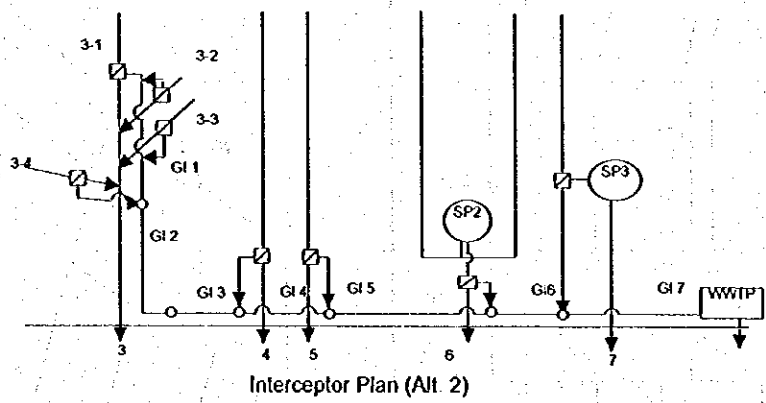 3-1
3-2
3-3
3-4
GI 1
GI 2
GI 3
GI 4
GI 5
SP2
SP3
GI6
GI 7
WWTP
3
4
5
6
7
Interceptor Plan (Alt. 2)